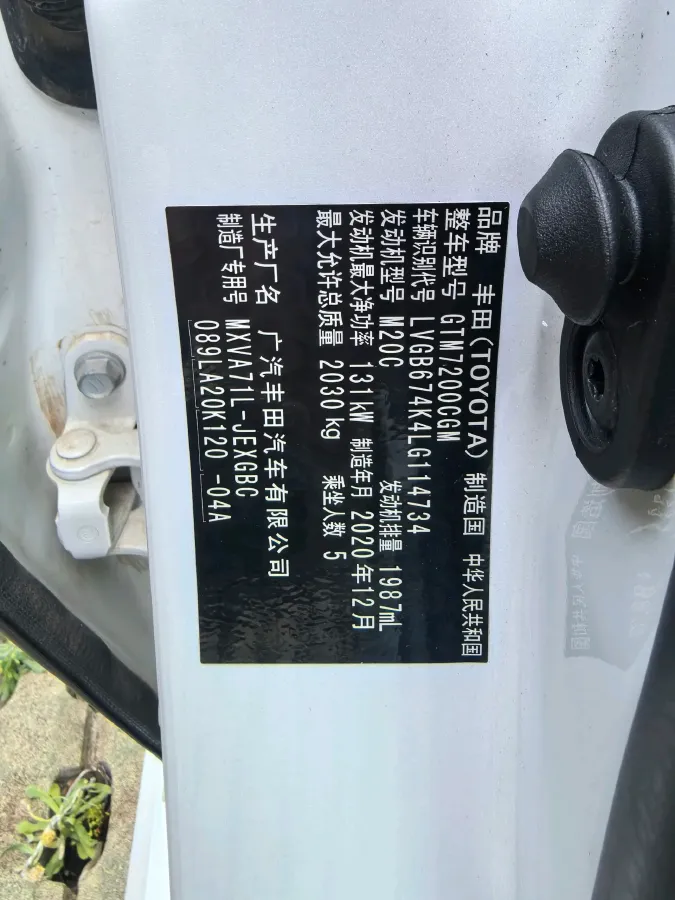 品牌 丰田(TOYOTA) 制造国 中华人民共和国
整车型号 GTM7200CGM
车辆识别代号 LVGB674K4LG114734
发动机型号 M20C 发动机排量 1987mL
发动机最大净功率 131kW 制造年月 2020年12月
最大允许总质量 2030kg 乘坐人数 5
生产厂名 广汽丰田汽车有限公司
制造厂专用号 MXVA71L-JEXGBC
089LA20K120 -04A